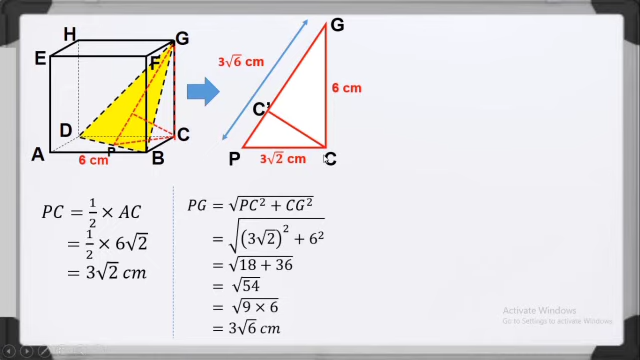 H
G
E
F
D
C
A
P
B
6 cm
G
3√6 cm
6 cm
C'
P
3√2 cm
C
PC = 1/2 × AC
= 1/2 × 6√2
= 3√2 cm
PG = √(PC² + CG²)
= √((3√2)² + 6²)
= √(18 + 36)
= √54
= √(9 × 6)
= 3√6 cm
Activate Windows
Go to Settings to activate Windows.